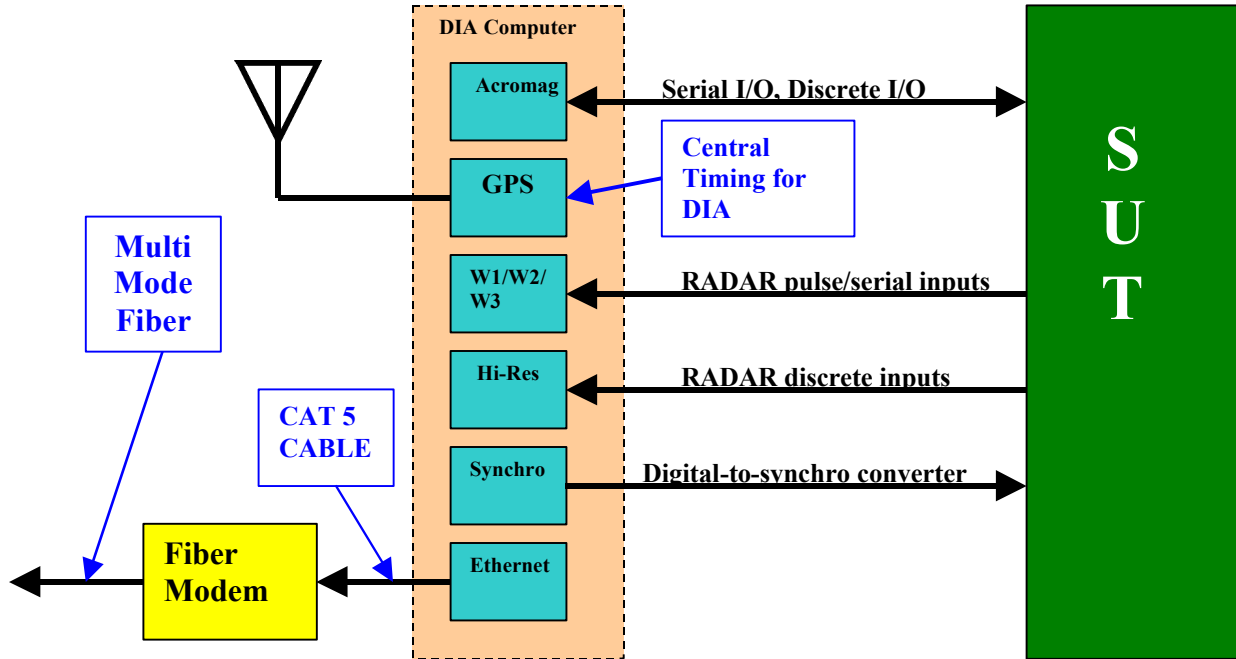 DIA Computer
Acromag
Serial I/O, Discrete I/O
GPS
Central
Timing for
DIA
S
U
T
Multi
Mode
Fiber
W1/W2/
W3
RADAR pulse/serial inputs
Hi-Res
RADAR discrete inputs
CAT 5
CABLE
Synchro
Digital-to-synchro converter
Fiber
Modem
Ethernet